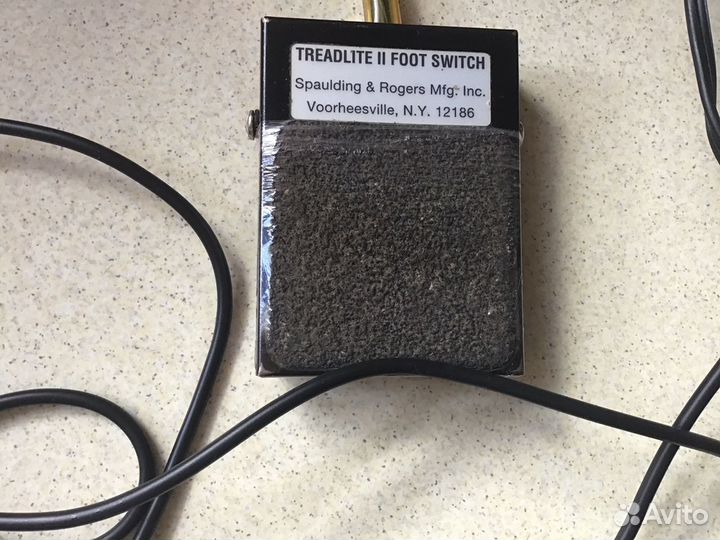 TREADLITE II FOOT SWITCH
Spaulding & Rogers Mfg. Inc.
Voorheesville, N.Y. 12186
Avito